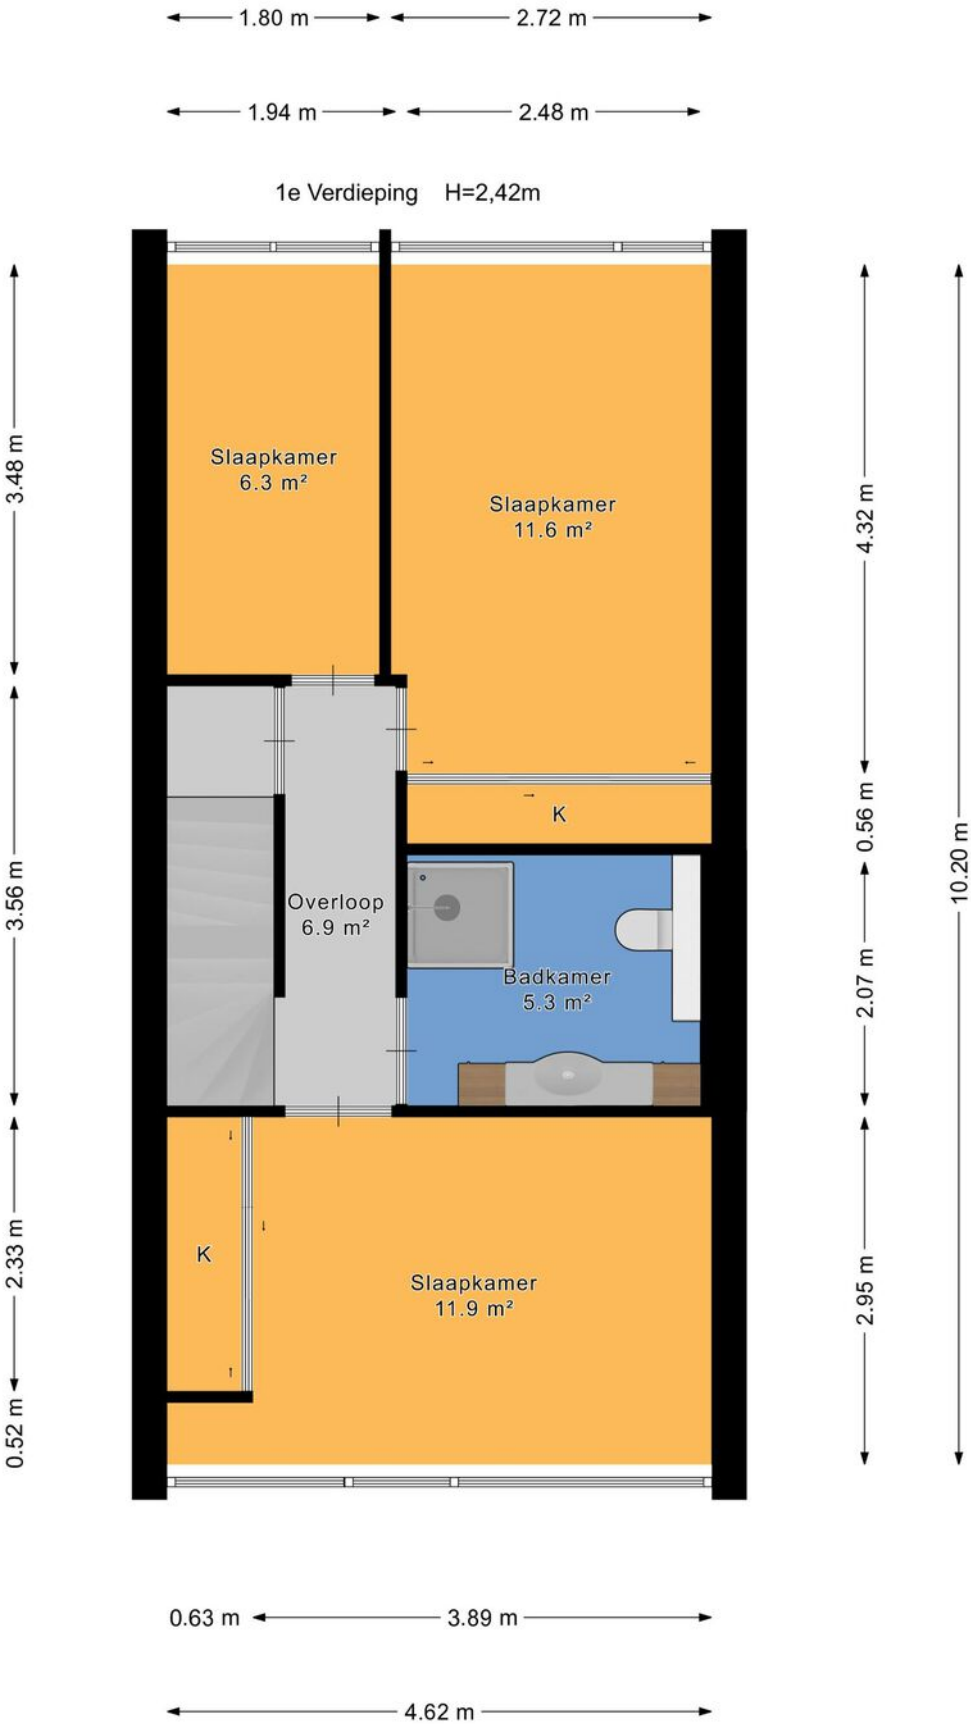 1.80 m
2.72 m
1.94 m
2.48 m
1e Verdieping H=2,42m
3.48 m
Slaapkamer
6.3 m²
Slaapkamer
11.6 m²
4.32 m
K
0.56 m
10.20 m
3.56 m
Overloop
6.9 m²
Badkamer
5.3 m²
2.07 m
2.33 m
K
Slaapkamer
11.9 m²
2.95 m
0.52 m
0.63 m
3.89 m
4.62 m